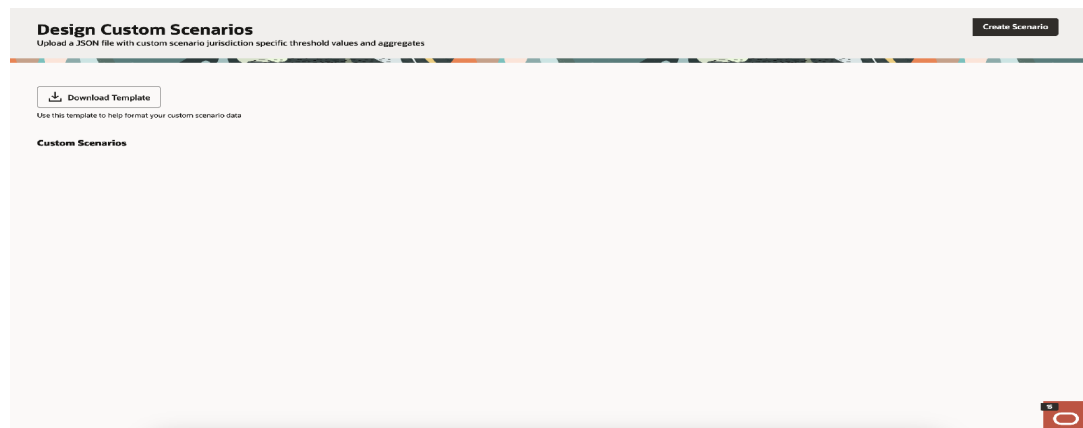 Design Custom Scenarios
Create Scenario
Upload a JSON file with custom scenario jurisdiction specific threshold values and aggregates
Download Template
Use this template to help format your custom scenario data
Custom Scenarios